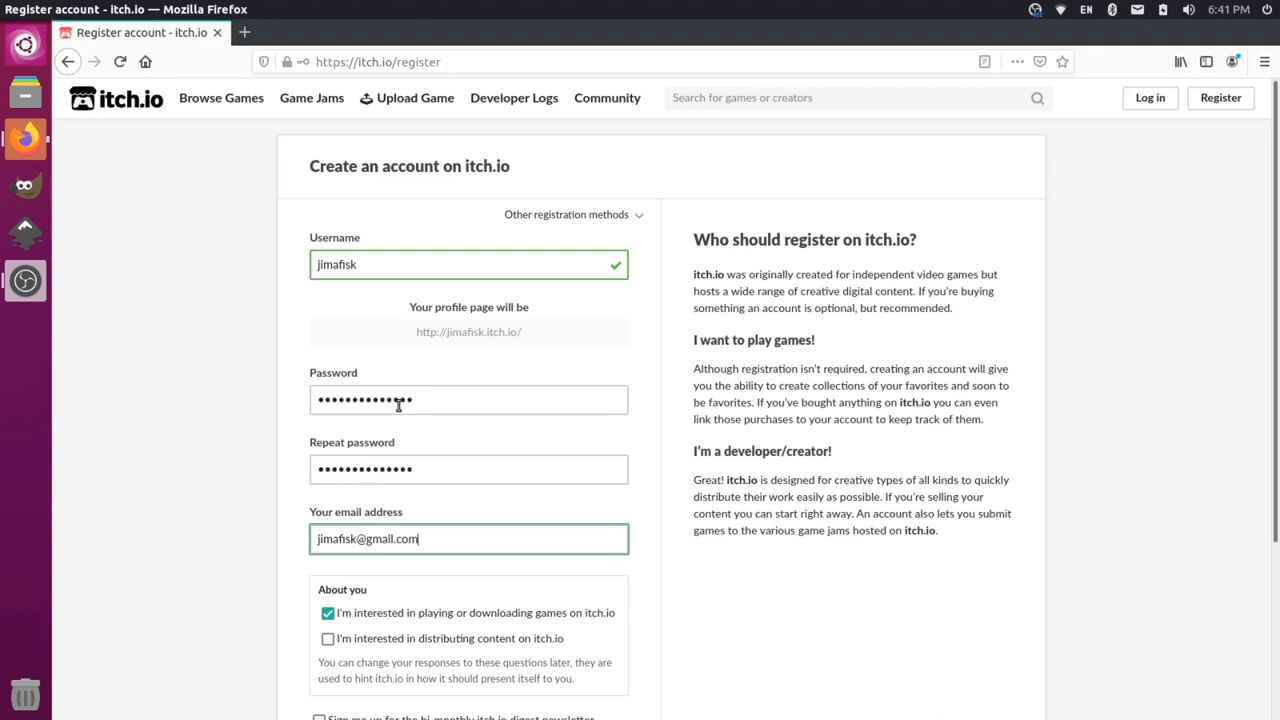 Register account - itch.io — Mozilla Firefox
EN
6:41 PM
Register account - itch.io
https://itch.io/register
itch.io
Browse Games
Game Jams
Upload Game
Developer Logs
Community
Search for games or creators
Log in
Register
Create an account on itch.io
Other registration methods
Username
jimafisk
Your profile page will be
http://jimafisk.itch.io/
Password
••••••••••••••
Repeat password
••••••••••••••
Your email address
jimafisk@gmail.com
About you
I'm interested in playing or downloading games on itch.io
I'm interested in distributing content on itch.io
You can change your responses to these questions later, they are
used to hint itch.io in how it should present itself to you.
Sign me up for the bi-monthly itch.io digest newsletter
Who should register on itch.io?
itch.io was originally created for independent video games but
hosts a wide range of creative digital content. If you're buying
something an account is optional, but recommended.
I want to play games!
Although registration isn't required, creating an account will give
you the ability to create collections of your favorites and soon to
be favorites. If you've bought anything on itch.io you can even
link those purchases to your account to keep track of them.
I'm a developer/creator!
Great! itch.io is designed for creative types of all kinds to quickly
distribute their work easily as possible. If you're selling your
content you can start right away. An account also lets you submit
games to the various game jams hosted on itch.io.